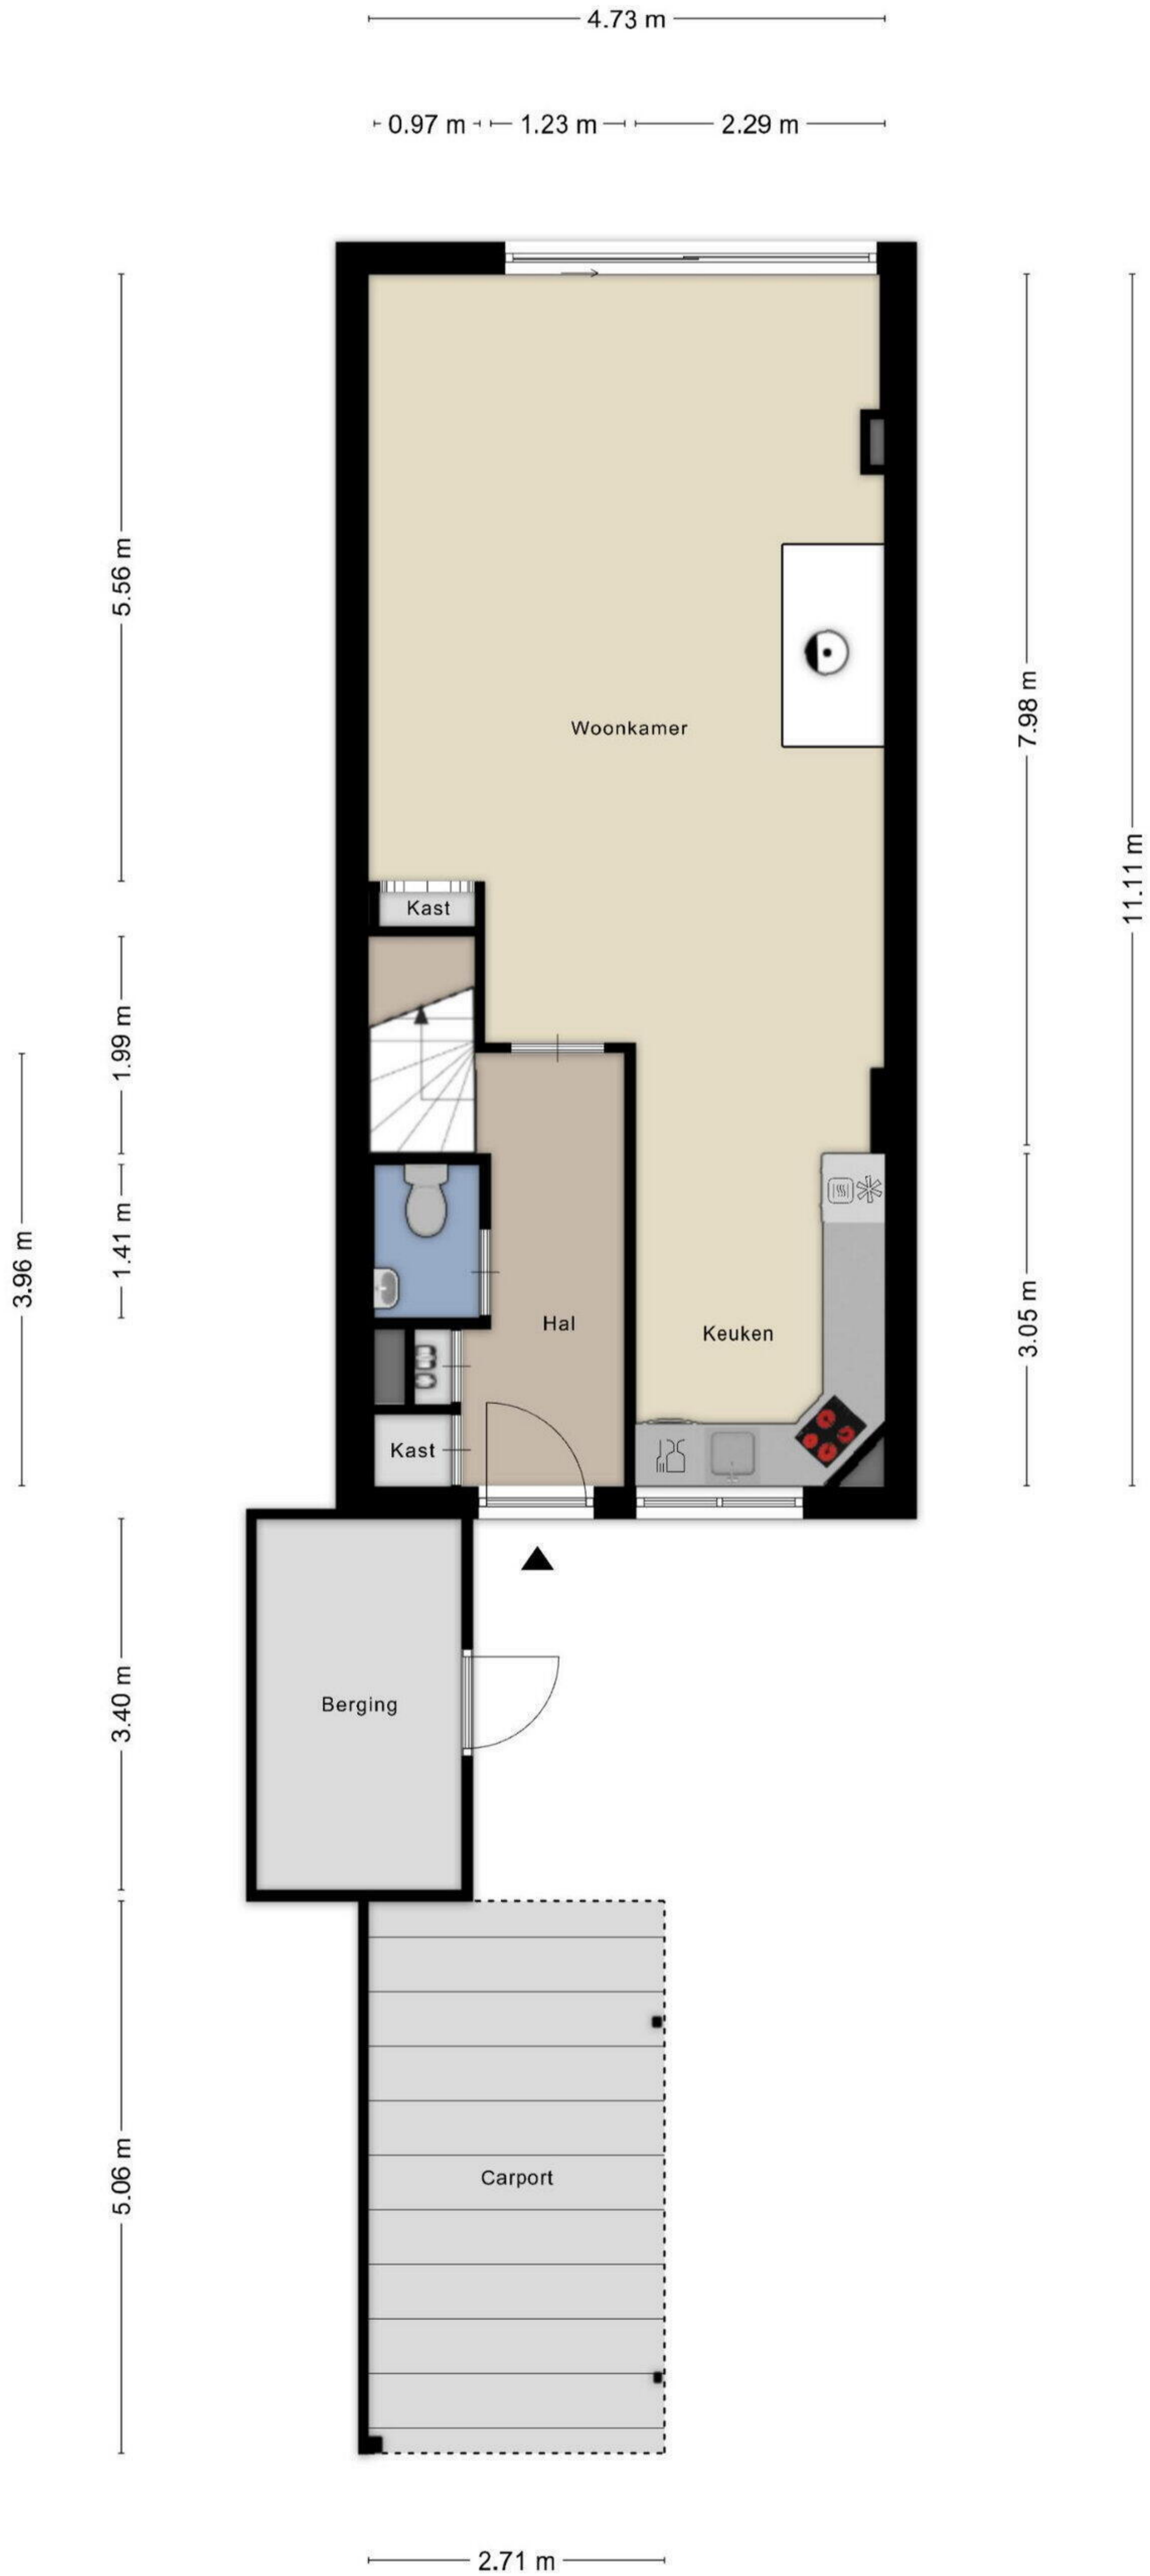 4.73 m
0.97 m
1.23 m
2.29 m
5.56 m
7.98 m
11.11 m
Woonkamer
Kast
1.99 m
3.96 m
1.41 m
3.05 m
Hal
Keuken
Kast
3.40 m
Berging
5.06 m
Carport
2.71 m